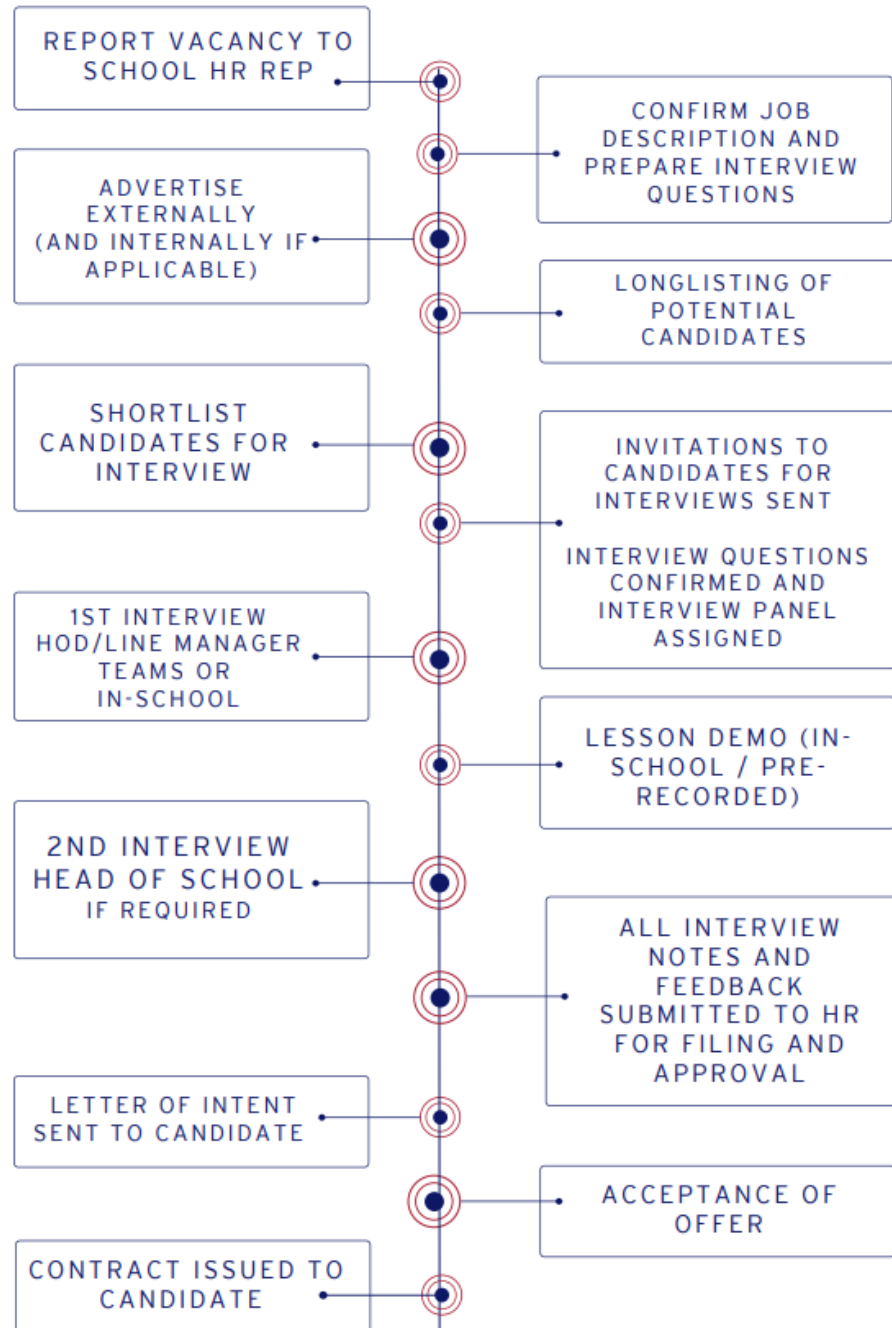 REPORT VACANCY TO
SCHOOL HR REP
CONFIRM JOB
DESCRIPTION AND
PREPARE INTERVIEW
QUESTIONS
ADVERTISE
EXTERNALLY
(AND INTERNALLY IF
APPLICABLE)
LONGLISTING OF
POTENTIAL
CANDIDATES
SHORTLIST
CANDIDATES FOR
INTERVIEW
INVITATIONS TO
CANDIDATES FOR
INTERVIEWS SENT
INTERVIEW QUESTIONS
CONFIRMED AND
INTERVIEW PANEL
ASSIGNED
1ST INTERVIEW
HOD/LINE MANAGER
TEAMS OR
IN-SCHOOL
LESSON DEMO (IN-
SCHOOL / PRE-
RECORDED)
2ND INTERVIEW
HEAD OF SCHOOL
IF REQUIRED
ALL INTERVIEW
NOTES AND
FEEDBACK
SUBMITTED TO HR
FOR FILING AND
APPROVAL
LETTER OF INTENT
SENT TO CANDIDATE
ACCEPTANCE OF
OFFER
CONTRACT ISSUED TO
CANDIDATE